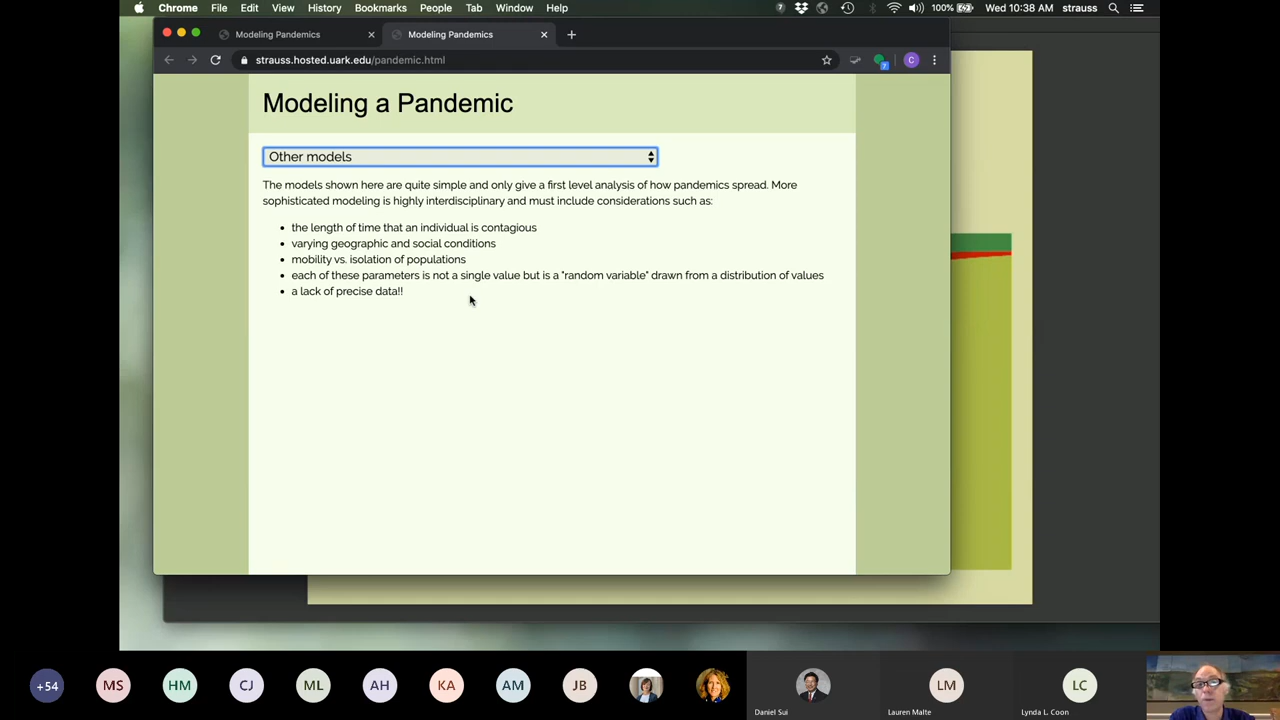 Chrome File Edit View History Bookmarks People Tab Window Help 100% Wed 10:38 AM strauss
Modeling Pandemics
Modeling Pandemics
strauss.hosted.uark.edu/pandemic.html
7
C
Modeling a Pandemic
Other models
The models shown here are quite simple and only give a first level analysis of how pandemics spread. More
sophisticated modeling is highly interdisciplinary and must include considerations such as:
the length of time that an individual is contagious
varying geographic and social conditions
mobility vs. isolation of populations
each of these parameters is not a single value but is a "random variable" drawn from a distribution of values
a lack of precise data!!
+54 MS HM CJ ML AH KA AM JB LM LC
Daniel Sui Lauren Malte Lynda L. Coon